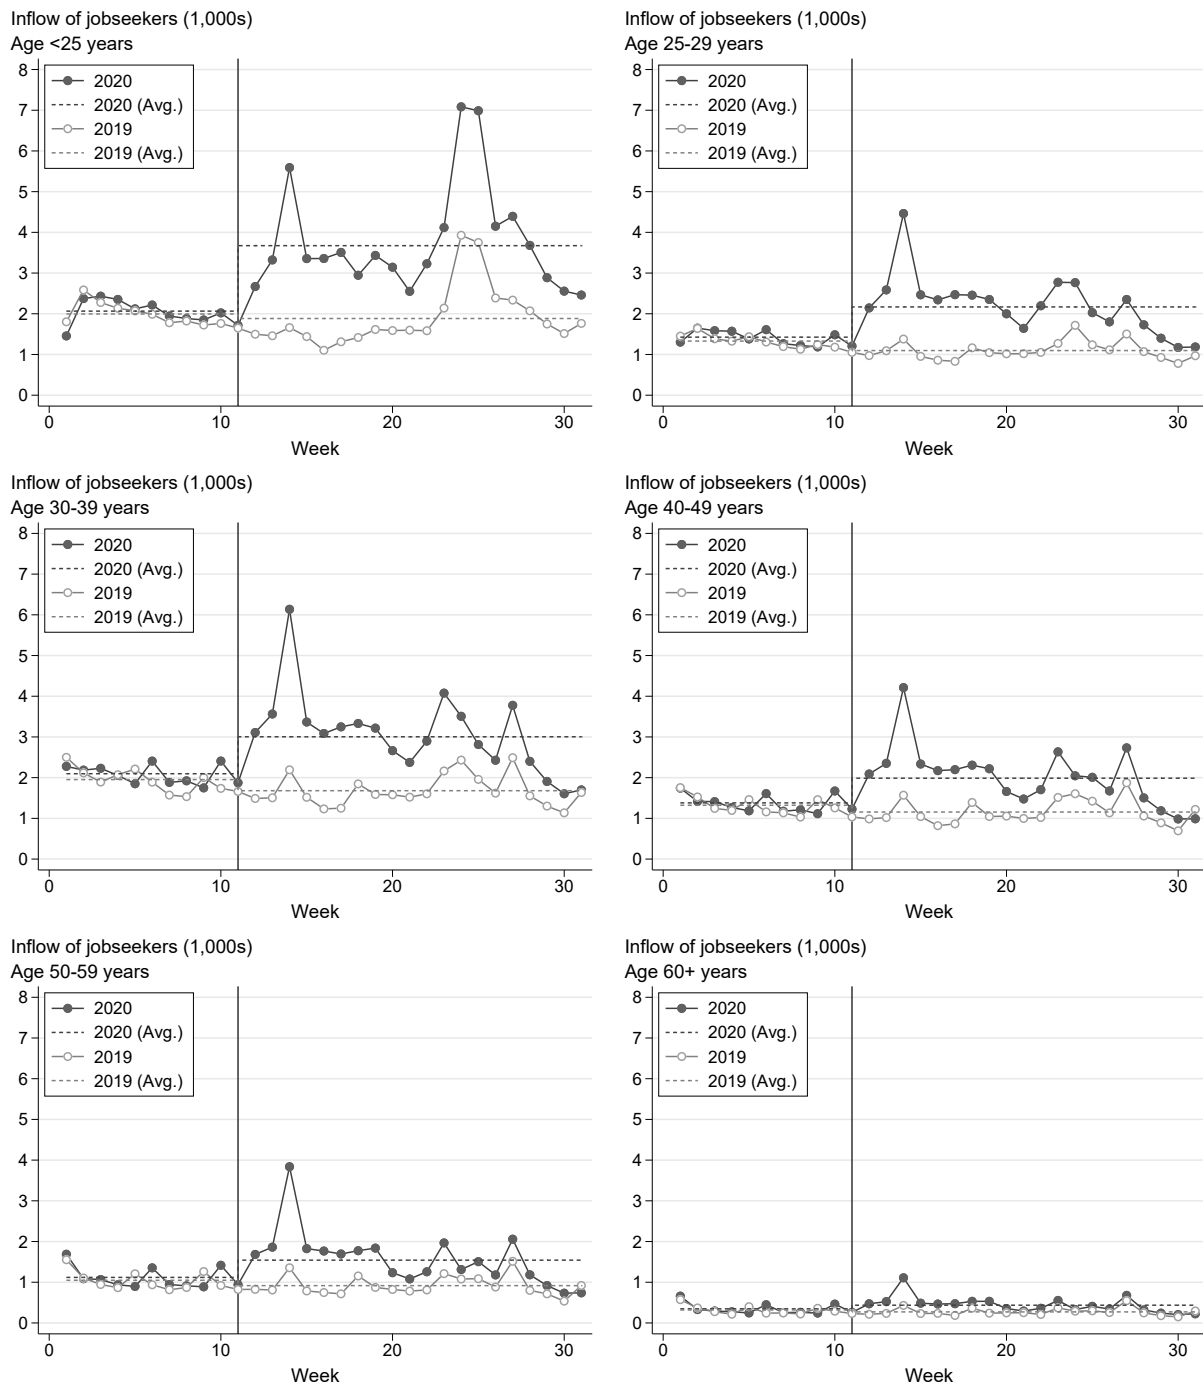 Inflow of jobseekers (1,000s)
Age <25 years
8
7
6
5
4
3
2
1
0
2020
2020 (Avg.)
2019
2019 (Avg.)
0 10 20 30
Week
Inflow of jobseekers (1,000s)
Age 25-29 years
8
7
6
5
4
3
2
1
0
2020
2020 (Avg.)
2019
2019 (Avg.)
0 10 20 30
Week
Inflow of jobseekers (1,000s)
Age 30-39 years
8
7
6
5
4
3
2
1
0
2020
2020 (Avg.)
2019
2019 (Avg.)
0 10 20 30
Week
Inflow of jobseekers (1,000s)
Age 40-49 years
8
7
6
5
4
3
2
1
0
2020
2020 (Avg.)
2019
2019 (Avg.)
0 10 20 30
Week
Inflow of jobseekers (1,000s)
Age 50-59 years
8
7
6
5
4
3
2
1
0
2020
2020 (Avg.)
2019
2019 (Avg.)
0 10 20 30
Week
Inflow of jobseekers (1,000s)
Age 60+ years
8
7
6
5
4
3
2
1
0
2020
2020 (Avg.)
2019
2019 (Avg.)
0 10 20 30
Week